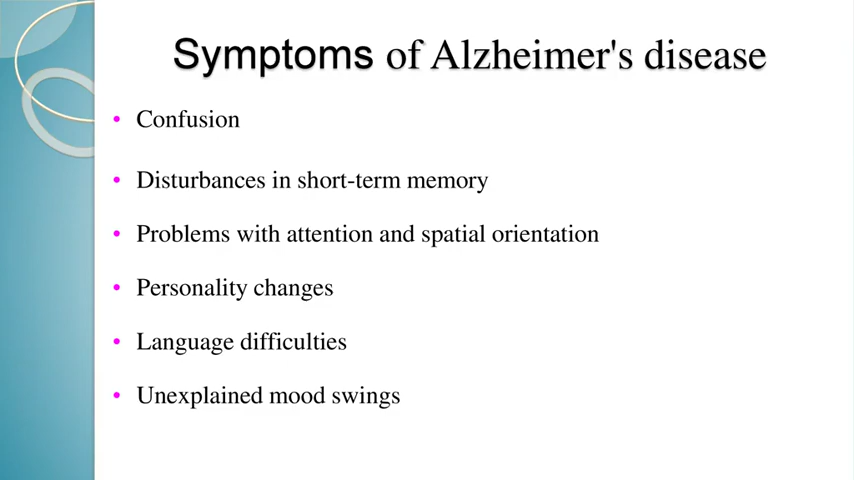 Symptoms of Alzheimer's disease
• Confusion
• Disturbances in short-term memory
• Problems with attention and spatial orientation
• Personality changes
• Language difficulties
• Unexplained mood swings